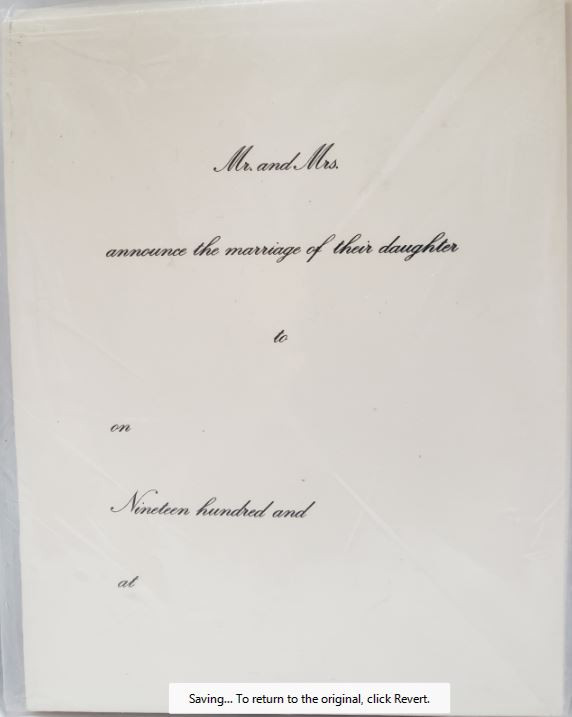 Mr. and Mrs.
announce the marriage of their daughter
to
on
Nineteen hundred and
at
Saving... To return to the original, click Revert.